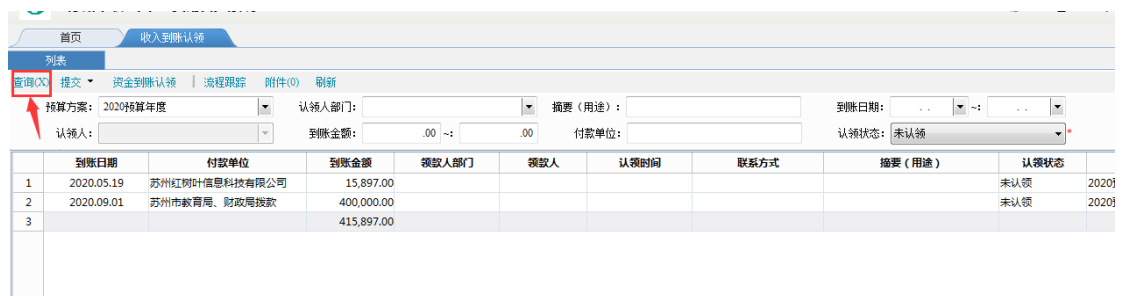 首页 收入到账认领
列表
查询(X) 提交 资金到账认领 流程跟踪 附件(0) 刷新
预算方案: 2020预算年度 认领人部门: 摘要(用途): 到账日期: . . ~: . .
认领人: 到账金额: .00 ~: .00 付款单位: 认领状态: 未认领 *
到账日期 付款单位 到账金额 领款人部门 领款人 认领时间 联系方式 摘要(用途) 认领状态
1 2020.05.19 苏州红树叶信息科技有限公司 15,897.00 未认领 2020
2 2020.09.01 苏州市教育局、财政局拨款 400,000.00 未认领 2020
3 415,897.00